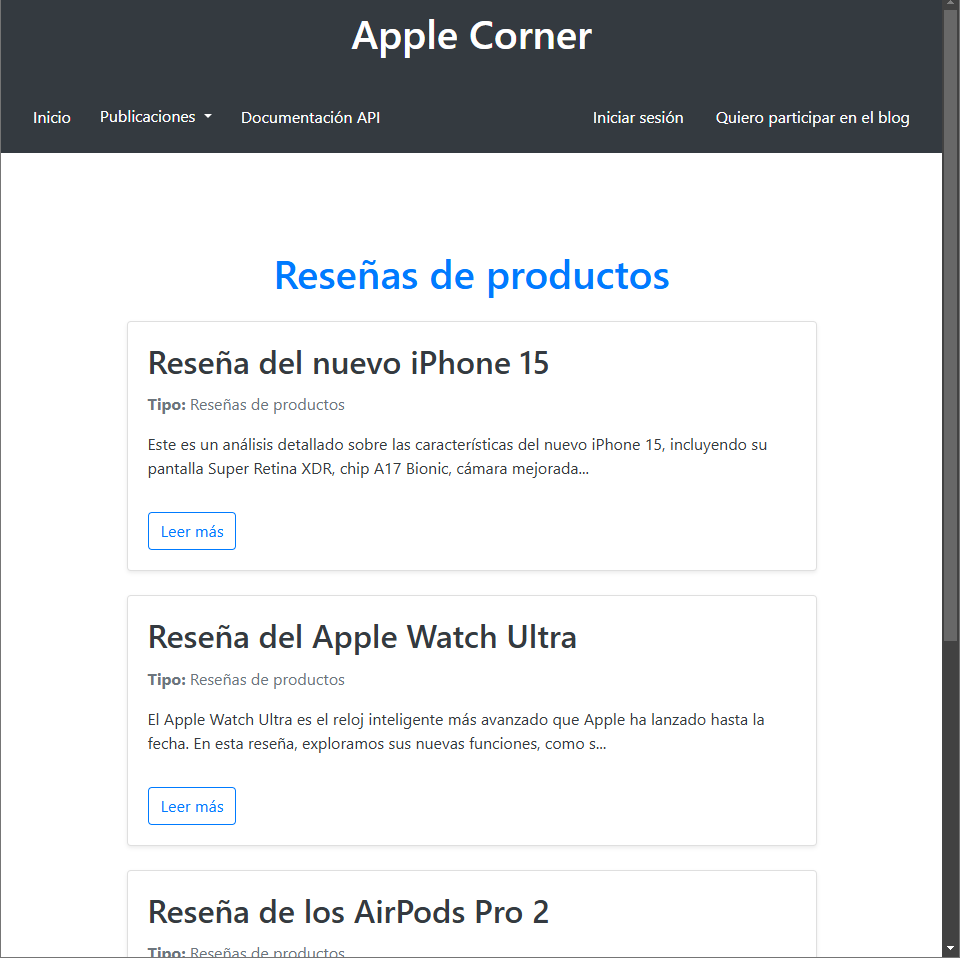 Apple Corner
Inicio Publicaciones Documentación API Iniciar sesión Quiero participar en el blog
Reseñas de productos
Reseña del nuevo iPhone 15
Tipo: Reseñas de productos
Este es un análisis detallado sobre las características del nuevo iPhone 15, incluyendo su
pantalla Super Retina XDR, chip A17 Bionic, cámara mejorada...
Leer más
Reseña del Apple Watch Ultra
Tipo: Reseñas de productos
El Apple Watch Ultra es el reloj inteligente más avanzado que Apple ha lanzado hasta la
fecha. En esta reseña, exploramos sus nuevas funciones, como s...
Leer más
Reseña de los AirPods Pro 2
Tipo: Reseñas de productos